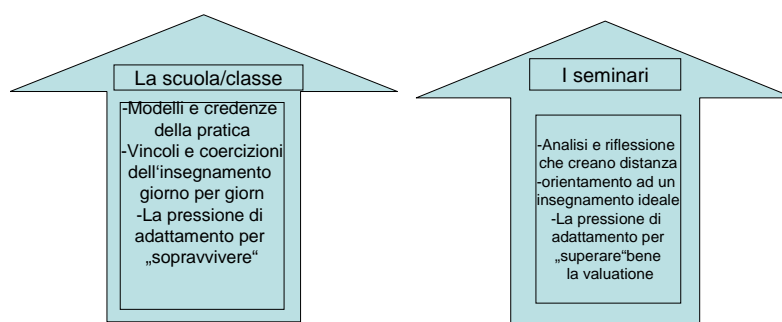 La scuola/classe
-Modelli e credenze
della pratica
-Vincoli e coercizioni
dell'insegnamento
giorno per giorn
-La pressione di
adattamento per
„sopravvivere“
I seminari
-Analisi e riflessione
che creano distanza
-orientamento ad un
insegnamento ideale
-La pressione di
adattamento per
„superare“bene
la valuatione